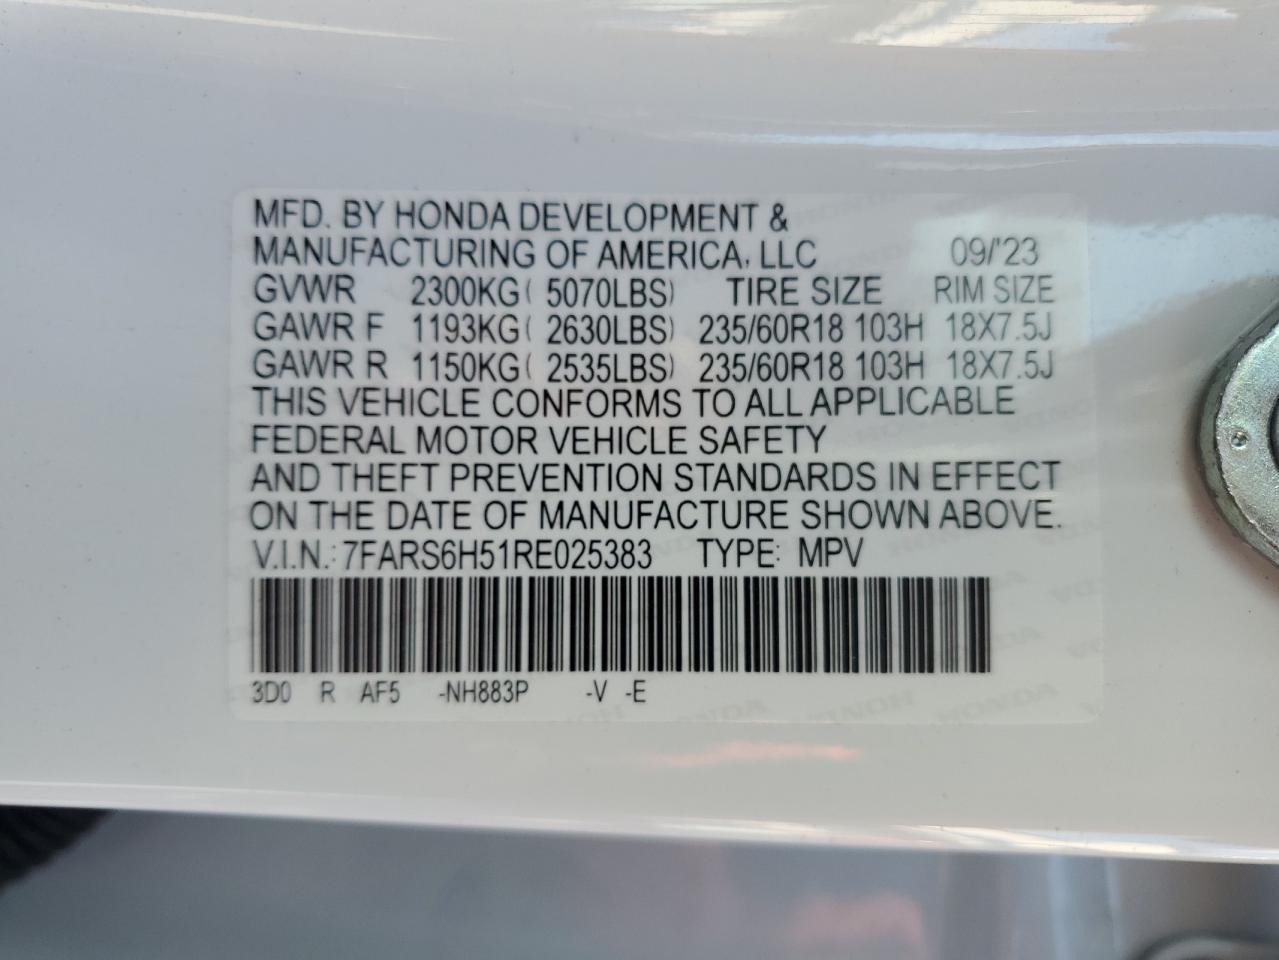 MFD. BY HONDA DEVELOPMENT &
MANUFACTURING OF AMERICA, LLC 09/'23
GVWR 2300KG( 5070LBS) TIRE SIZE RIM SIZE
GAWR F 1193KG( 2630LBS) 235/60R18 103H 18X7.5J
GAWR R 1150KG( 2535LBS) 235/60R18 103H 18X7.5J
THIS VEHICLE CONFORMS TO ALL APPLICABLE
FEDERAL MOTOR VEHICLE SAFETY
AND THEFT PREVENTION STANDARDS IN EFFECT
ON THE DATE OF MANUFACTURE SHOWN ABOVE.
V.I.N.: 7FARS6H51RE025383 TYPE: MPV
3D0 R AF5 -NH883P -V -E